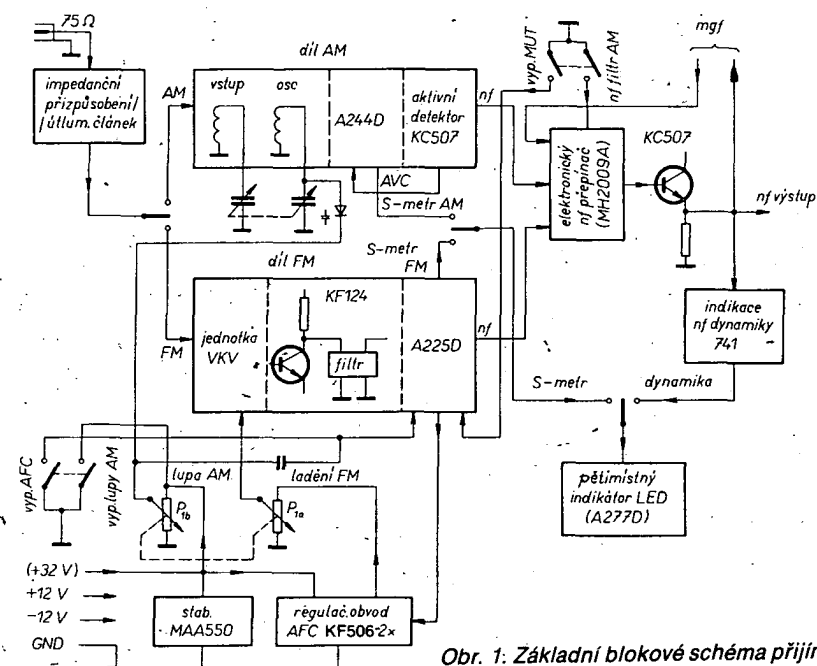 75 Ω
impedanční
přizpůsobení/
/útlum. článek
AM
FM
díl AM
vstup
osc
A244D
aktivní
detektor
KC507
nf
AVC
S-metr AM
S-metr
FM
díl FM
jednotka
VKV
KF124
filtr
A225D
nf
vyp. MUT
nf filtr AM
mgf
elektronický
nf přepínač
(MH2009A)
KC507
nf výstup
indikace
nf dynamiky
741
S-metr
dynamika
pětimístný
indikátor LED
(A277D)
vyp. AFC
vyp. lupy AM
lupa AM
ladění FM
P1b
P1a
(+32 V)
+12 V
-12 V
GND
stab.
MAA550
regulač. obvod
AFC KF506 2×
Obr. 1. Základní blokové schéma